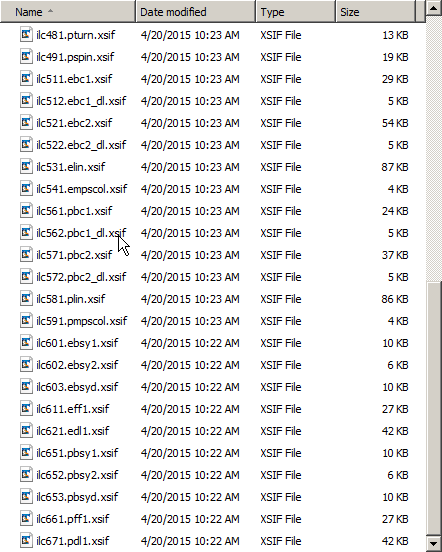 Name Date modified Type Size
ilc481.pturn.xsif 4/20/2015 10:23 AM XSIF File 13 KB
ilc491.pspin.xsif 4/20/2015 10:23 AM XSIF File 19 KB
ilc511.ebc1.xsif 4/20/2015 10:23 AM XSIF File 29 KB
ilc512.ebc1_dl.xsif 4/20/2015 10:23 AM XSIF File 5 KB
ilc521.ebc2.xsif 4/20/2015 10:23 AM XSIF File 54 KB
ilc522.ebc2_dl.xsif 4/20/2015 10:23 AM XSIF File 5 KB
ilc531.elin.xsif 4/20/2015 10:23 AM XSIF File 87 KB
ilc541.empscol.xsif 4/20/2015 10:23 AM XSIF File 4 KB
ilc561.pbc1.xsif 4/20/2015 10:23 AM XSIF File 24 KB
ilc562.pbc1_dl.xsif 4/20/2015 10:23 AM XSIF File 5 KB
ilc571.pbc2.xsif 4/20/2015 10:23 AM XSIF File 37 KB
ilc572.pbc2_dl.xsif 4/20/2015 10:23 AM XSIF File 5 KB
ilc581.plin.xsif 4/20/2015 10:23 AM XSIF File 86 KB
ilc591.pmpscol.xsif 4/20/2015 10:23 AM XSIF File 4 KB
ilc601.ebsy1.xsif 4/20/2015 10:22 AM XSIF File 10 KB
ilc602.ebsy2.xsif 4/20/2015 10:22 AM XSIF File 6 KB
ilc603.ebsyd.xsif 4/20/2015 10:22 AM XSIF File 10 KB
ilc611.eff1.xsif 4/20/2015 10:22 AM XSIF File 27 KB
ilc621.edl1.xsif 4/20/2015 10:22 AM XSIF File 42 KB
ilc651.pbsy1.xsif 4/20/2015 10:22 AM XSIF File 10 KB
ilc652.pbsy2.xsif 4/20/2015 10:22 AM XSIF File 6 KB
ilc653.pbsyd.xsif 4/20/2015 10:22 AM XSIF File 10 KB
ilc661.pff1.xsif 4/20/2015 10:22 AM XSIF File 27 KB
ilc671.pdl1.xsif 4/20/2015 10:22 AM XSIF File 42 KB